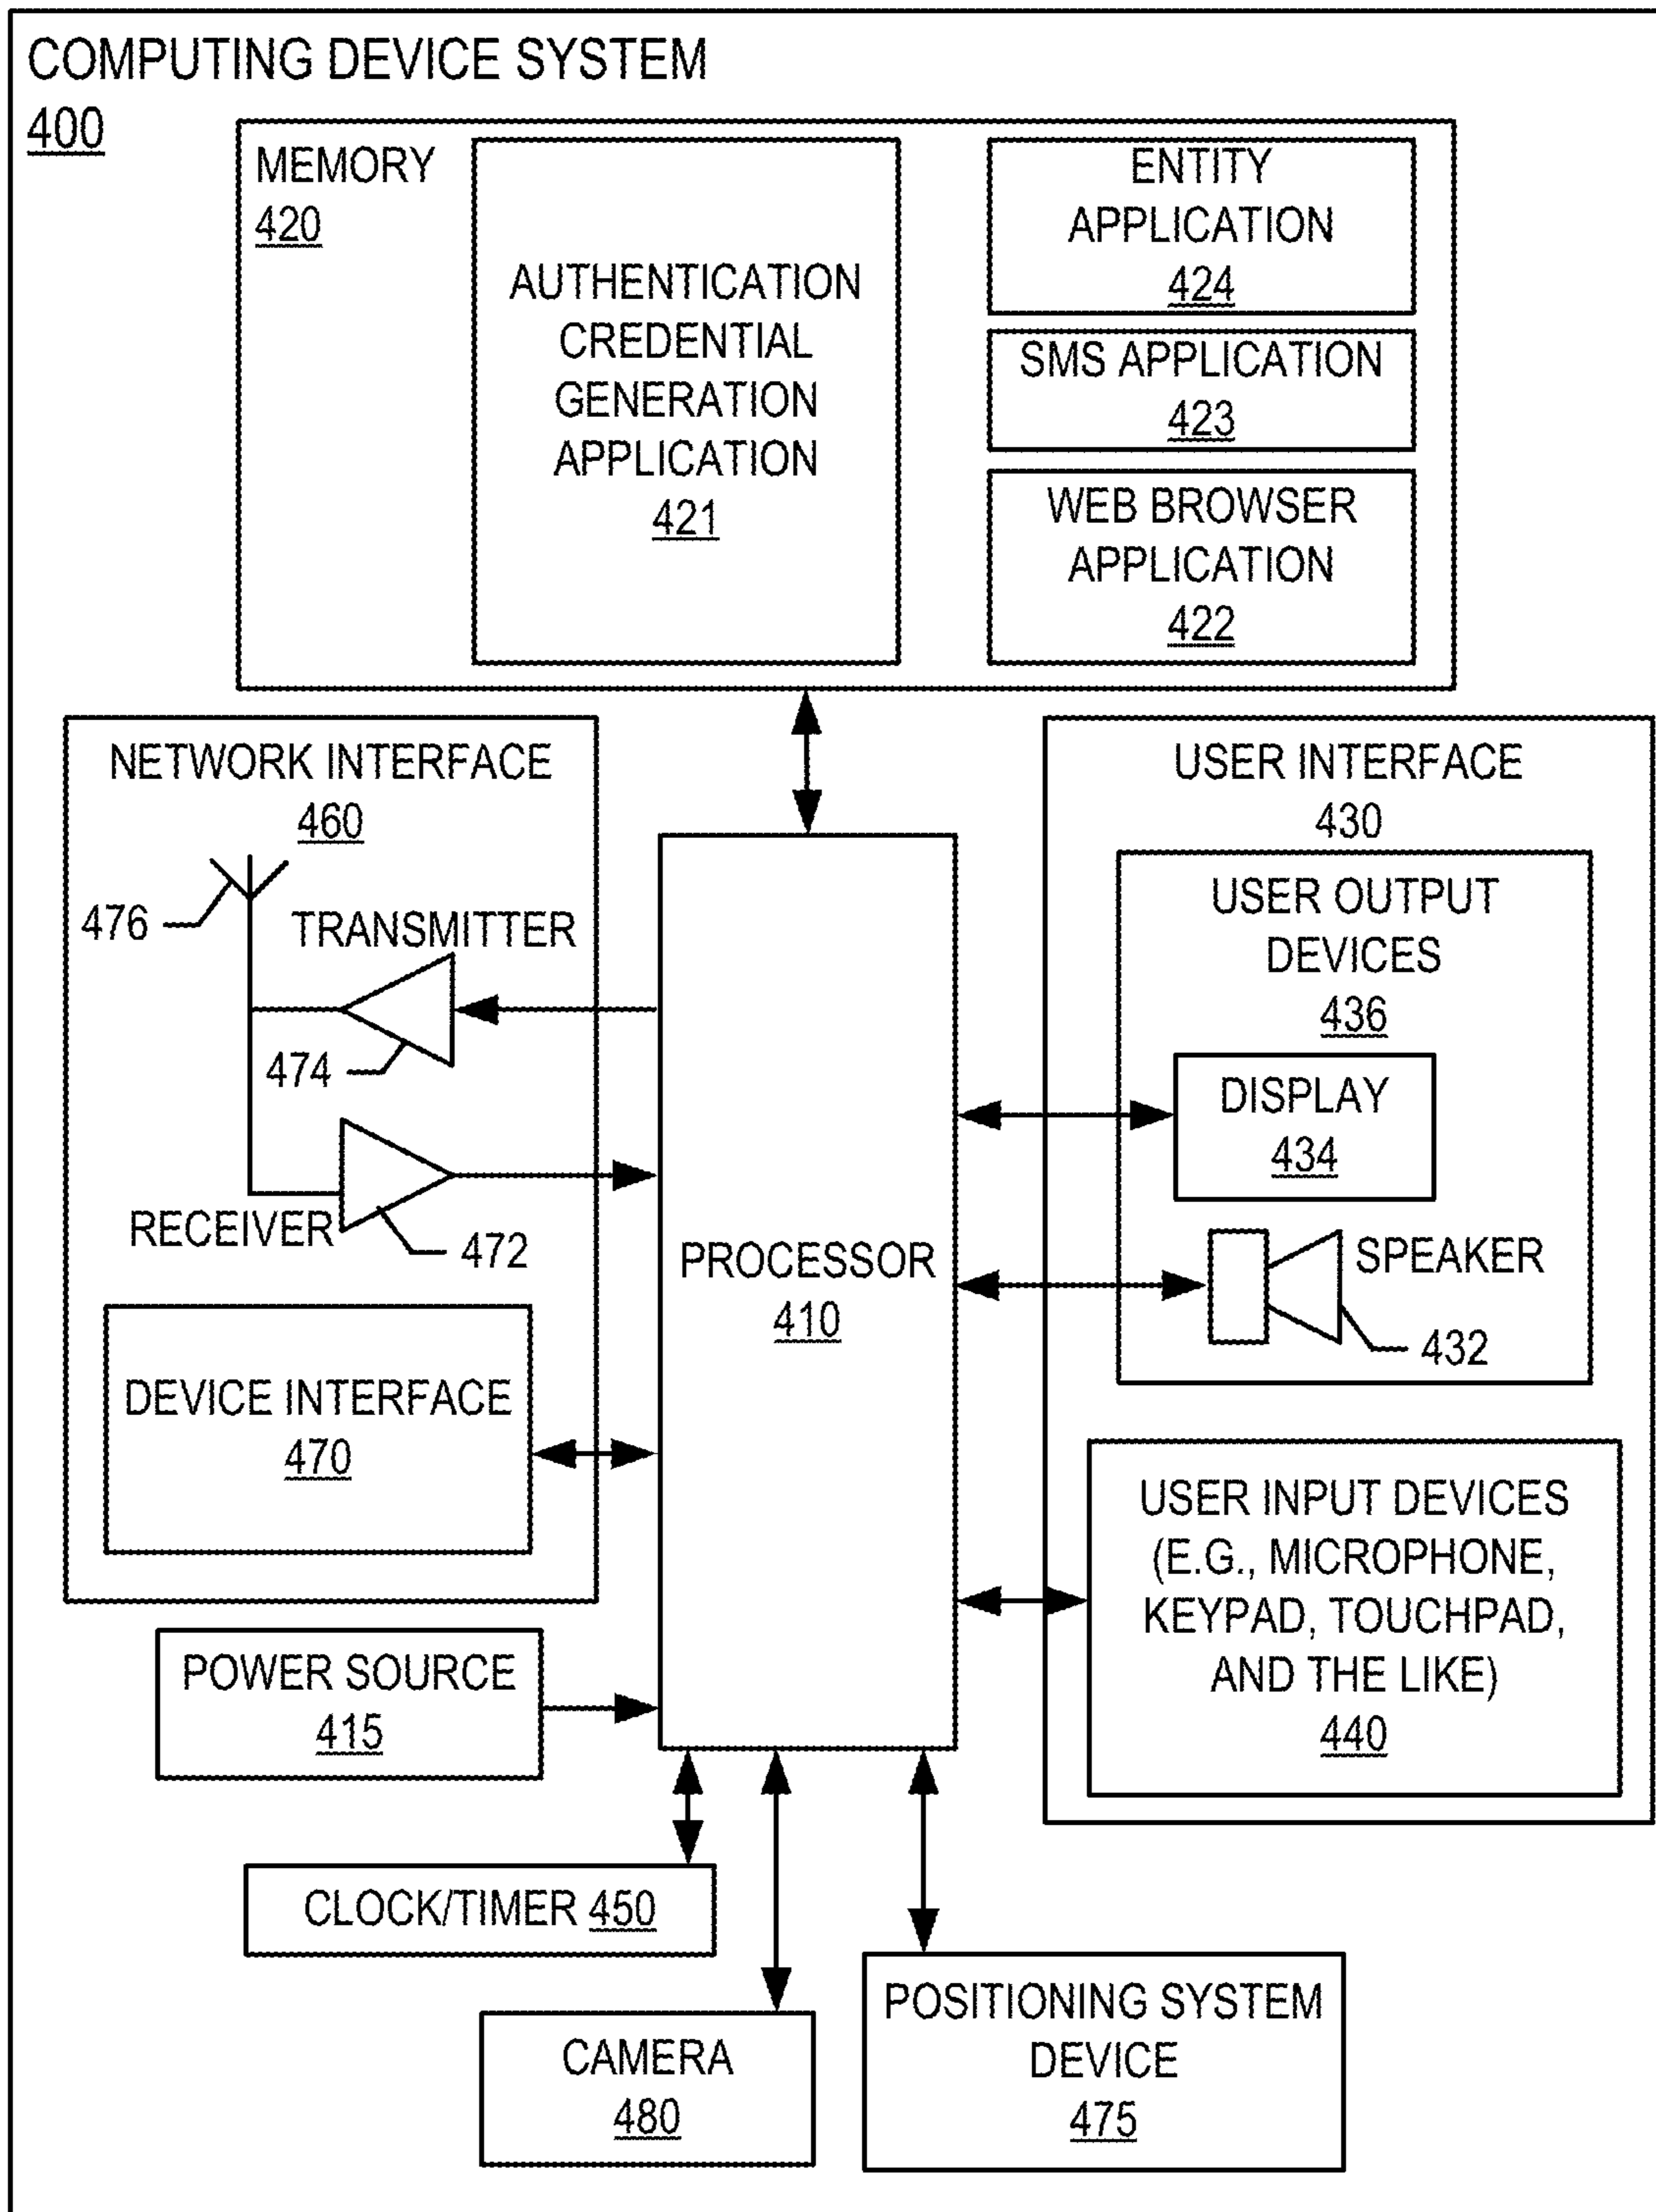 COMPUTING DEVICE SYSTEM
400
MEMORY
420
AUTHENTICATION
CREDENTIAL
GENERATION
APPLICATION
421
ENTITY
APPLICATION
424
SMS APPLICATION
423
WEB BROWSER
APPLICATION
422
NETWORK INTERFACE
460
476
TRANSMITTER
474
RECEIVER
472
DEVICE INTERFACE
470
PROCESSOR
410
USER INTERFACE
430
USER OUTPUT
DEVICES
436
DISPLAY
434
SPEAKER
432
USER INPUT DEVICES
(E.G., MICROPHONE,
KEYPAD, TOUCHPAD,
AND THE LIKE)
440
POWER SOURCE
415
CLOCK/TIMER 450
CAMERA
480
POSITIONING SYSTEM
DEVICE
475